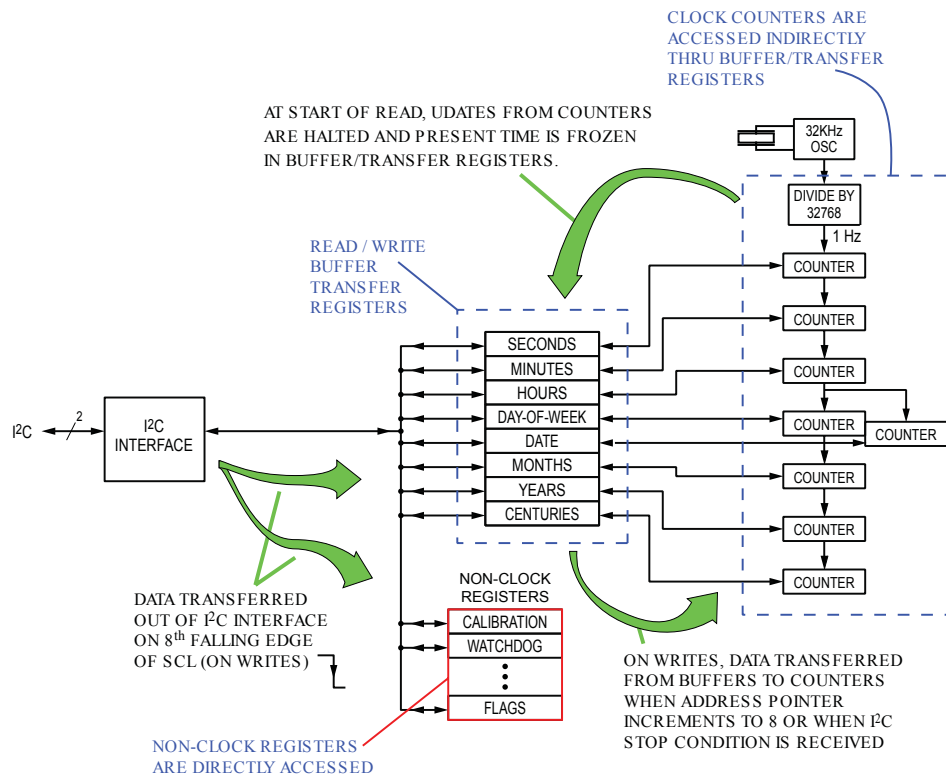 CLOCK COUNTERS ARE
ACCESSED INDIRECTLY
THRU BUFFER/TRANSFER
REGISTERS
AT START OF READ, UDATES FROM COUNTERS
ARE HALTED AND PRESENT TIME IS FROZEN
IN BUFFER/TRANSFER REGISTERS.
32KHz
OSC
DIVIDE BY
32768
1 Hz
READ / WRITE
BUFFER
TRANSFER
REGISTERS
COUNTER
COUNTER
COUNTER
COUNTER
COUNTER
COUNTER
COUNTER
COUNTER
SECONDS
MINUTES
HOURS
DAY-OF-WEEK
DATE
MONTHS
YEARS
CENTURIES
I²C
2
I²C
INTERFACE
DATA TRANSFERRED
OUT OF I²C INTERFACE
ON 8th FALLING EDGE
OF SCL (ON WRITES)
NON-CLOCK
REGISTERS
CALIBRATION
WATCHDOG
FLAGS
ON WRITES, DATA TRANSFERRED
FROM BUFFERS TO COUNTERS
WHEN ADDRESS POINTER
INCREMENTS TO 8 OR WHEN I²C
STOP CONDITION IS RECEIVED
NON-CLOCK REGISTERS
ARE DIRECTLY ACCESSED